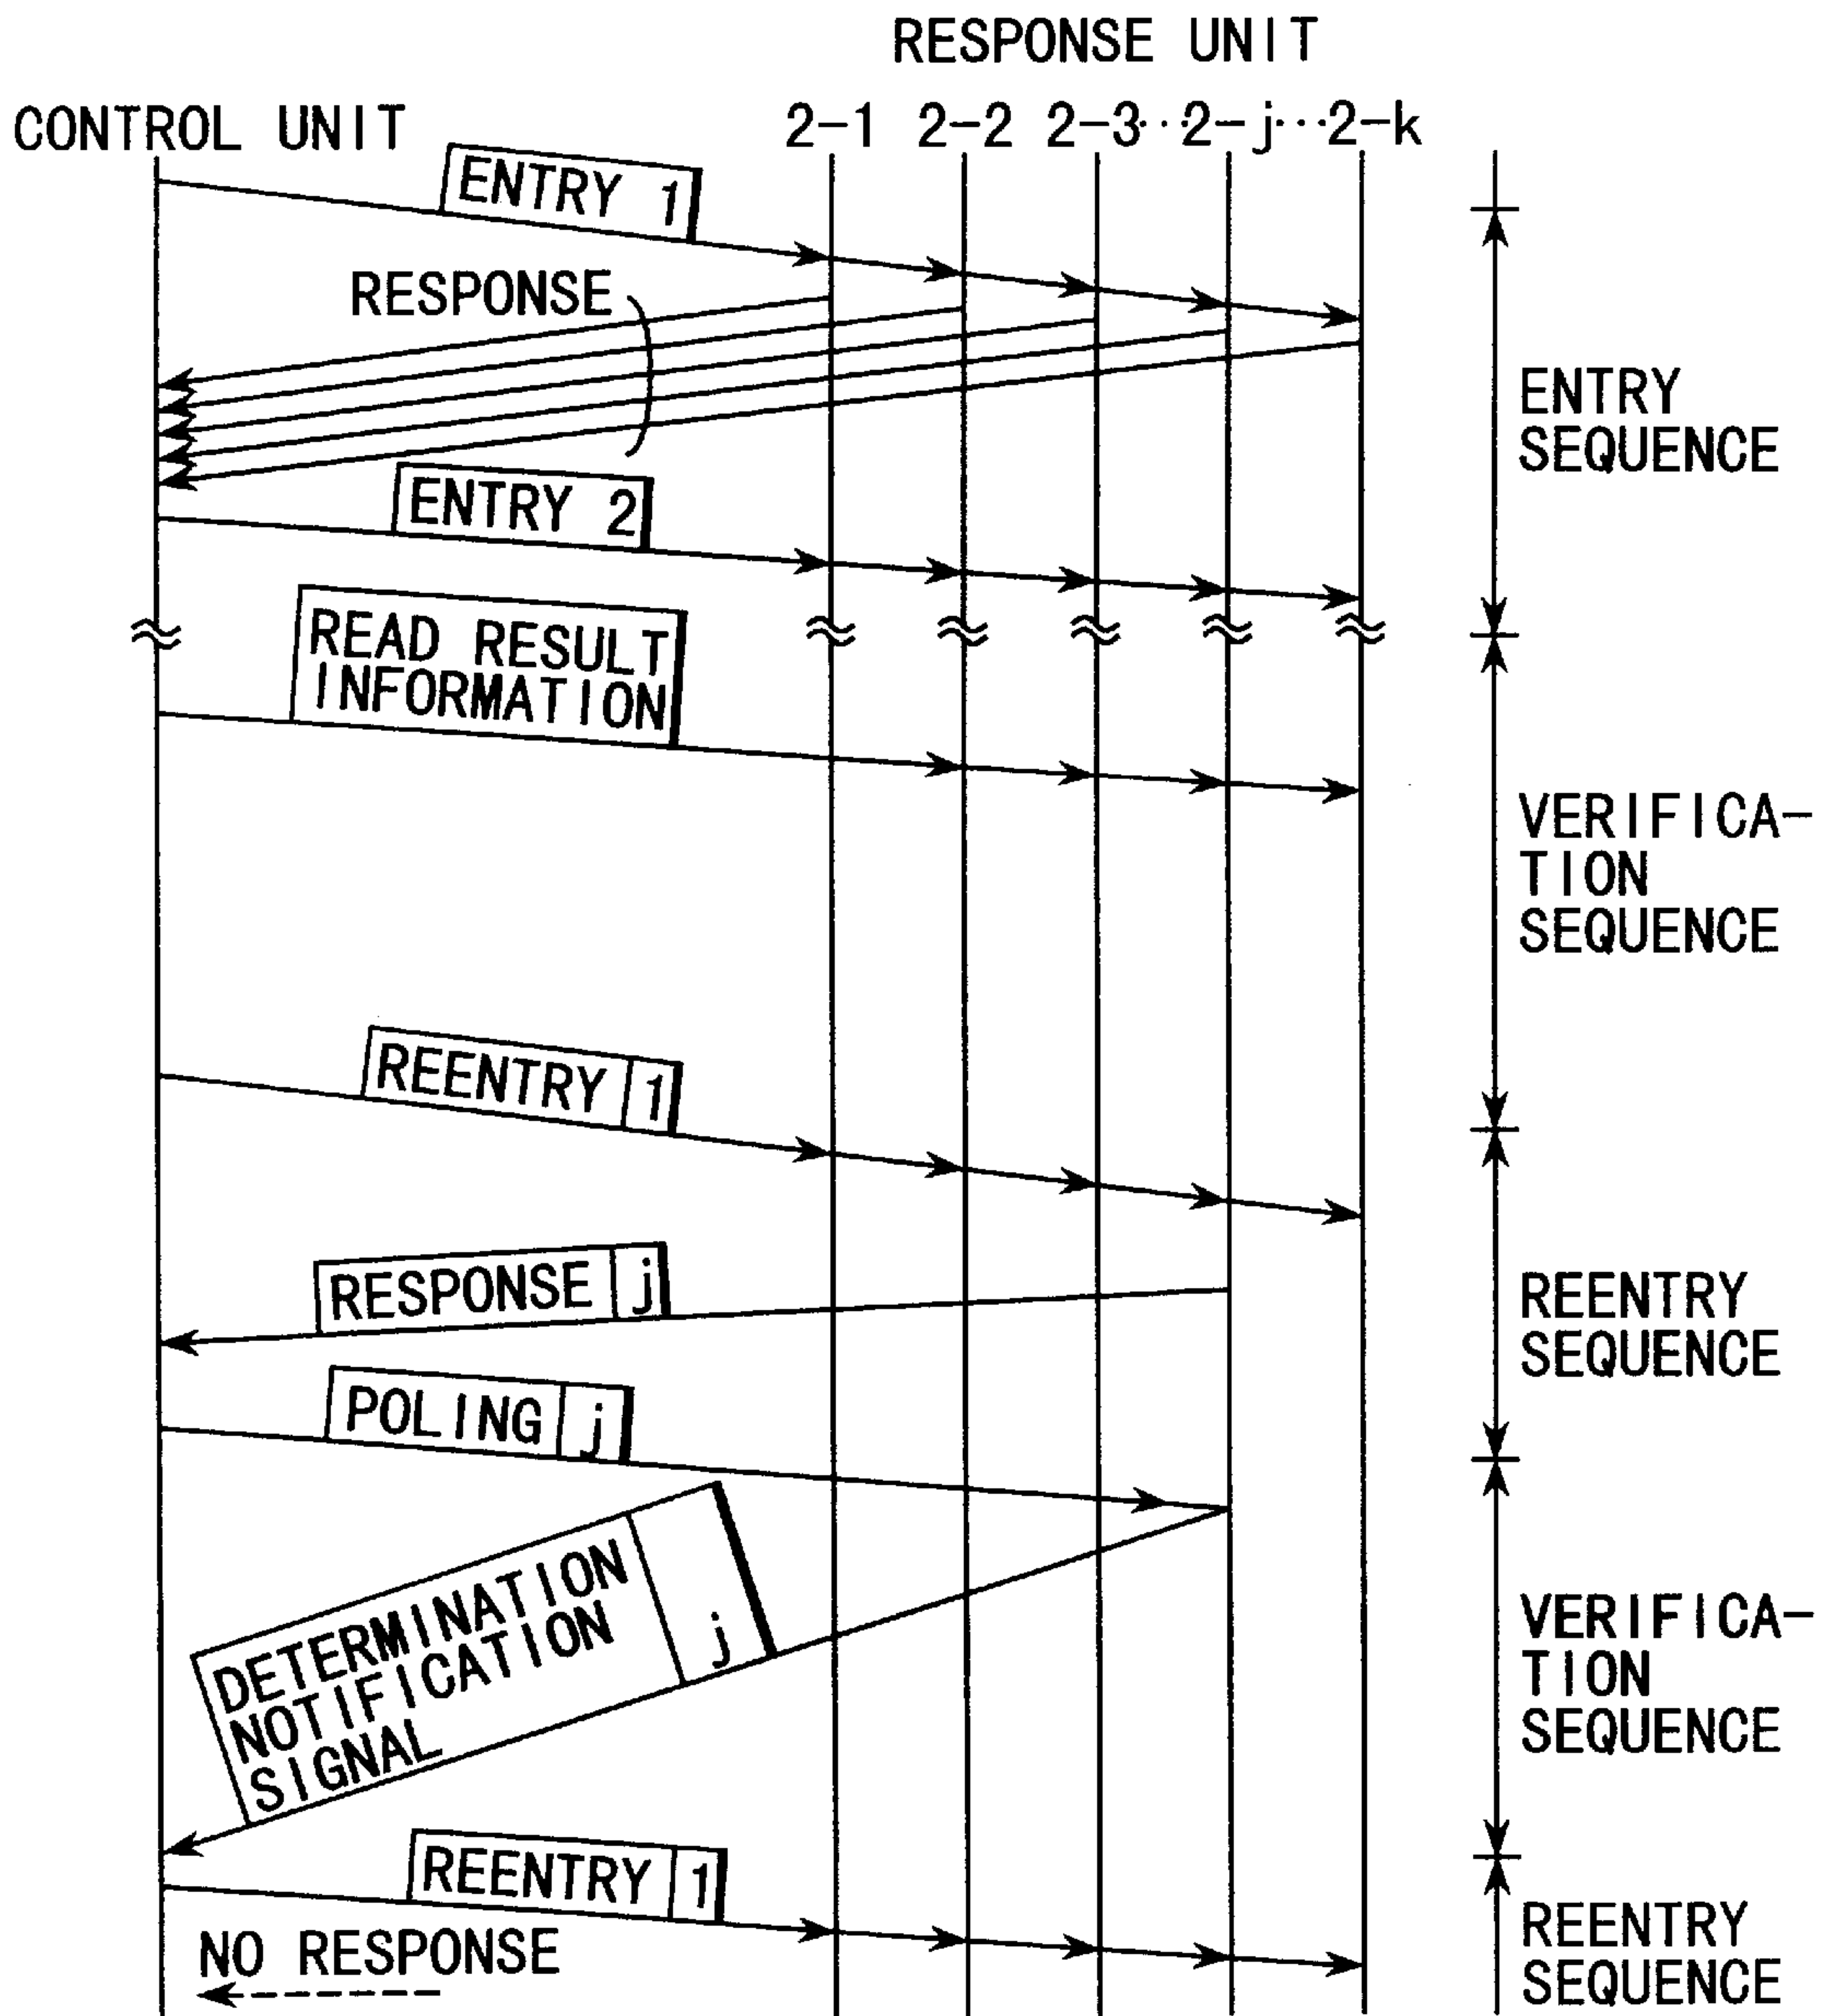 RESPONSE UNIT
CONTROL UNIT
2-1 2-2 2-3···2-j···2-k
ENTRY 1
RESPONSE
ENTRY
SEQUENCE
ENTRY 2
READ RESULT
INFORMATION
VERIFICA-
TION
SEQUENCE
REENTRY 1
RESPONSE j
REENTRY
SEQUENCE
POLING j
DETERMINATION
NOTIFICATION
SIGNAL
j
VERIFICA-
TION
SEQUENCE
REENTRY 1
NO RESPONSE
REENTRY
SEQUENCE